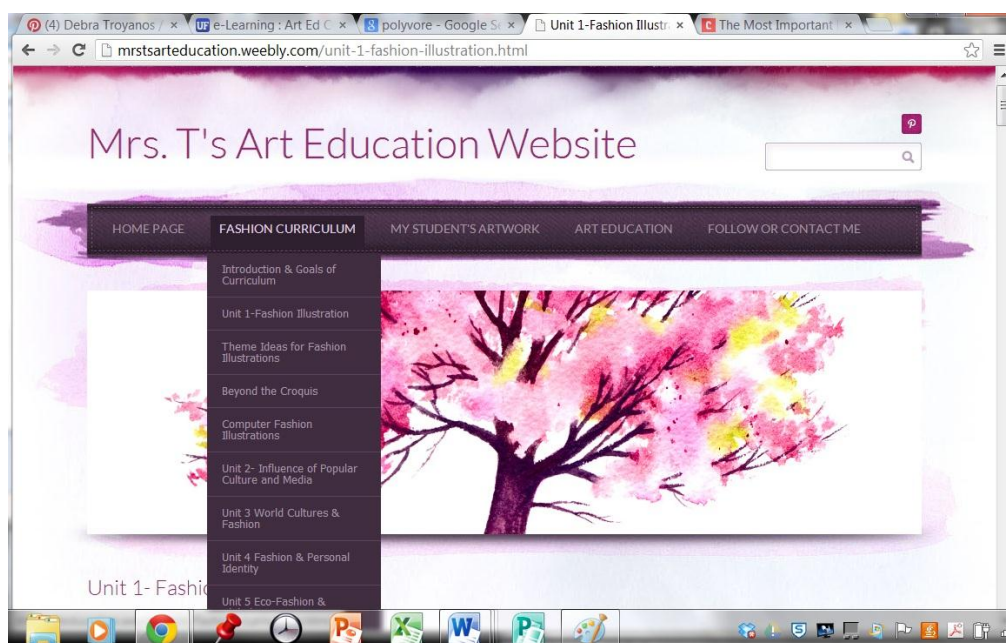 (4) Debra Troyanos /
e-Learning : Art Ed C
polyvore - Google Se
Unit 1-Fashion Illustr
The Most Important
mrstsarteducation.weebly.com/unit-1-fashion-illustration.html
Mrs. T's Art Education Website
HOME PAGE
FASHION CURRICULUM
MY STUDENT'S ARTWORK
ART EDUCATION
FOLLOW OR CONTACT ME
Introduction & Goals of
Curriculum
Unit 1-Fashion Illustration
Theme Ideas for Fashion
Illustrations
Beyond the Croquis
Computer Fashion
Illustrations
Unit 2- Influence of Popular
Culture and Media
Unit 3 World Cultures &
Fashion
Unit 4 Fashion & Personal
Identity
Unit 5 Eco-Fashion &
Unit 1- Fashic